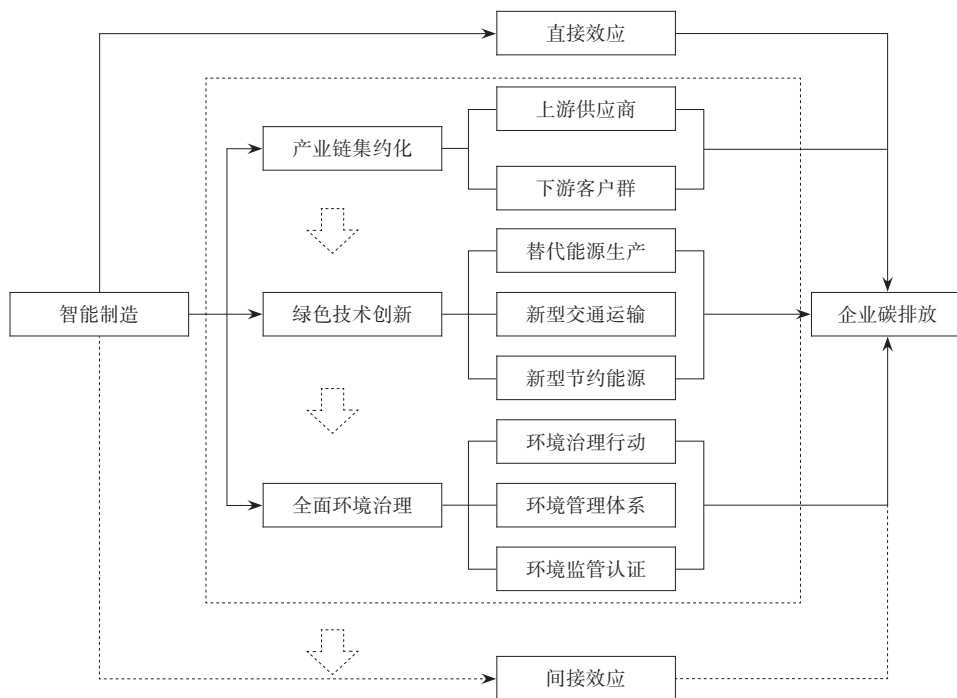 直接效应
上游供应商
产业链集约化
下游客户群
替代能源生产
智能制造
绿色技术创新
新型交通运输
企业碳排放
新型节约能源
环境治理行动
全面环境治理
环境管理体系
环境监管认证
间接效应